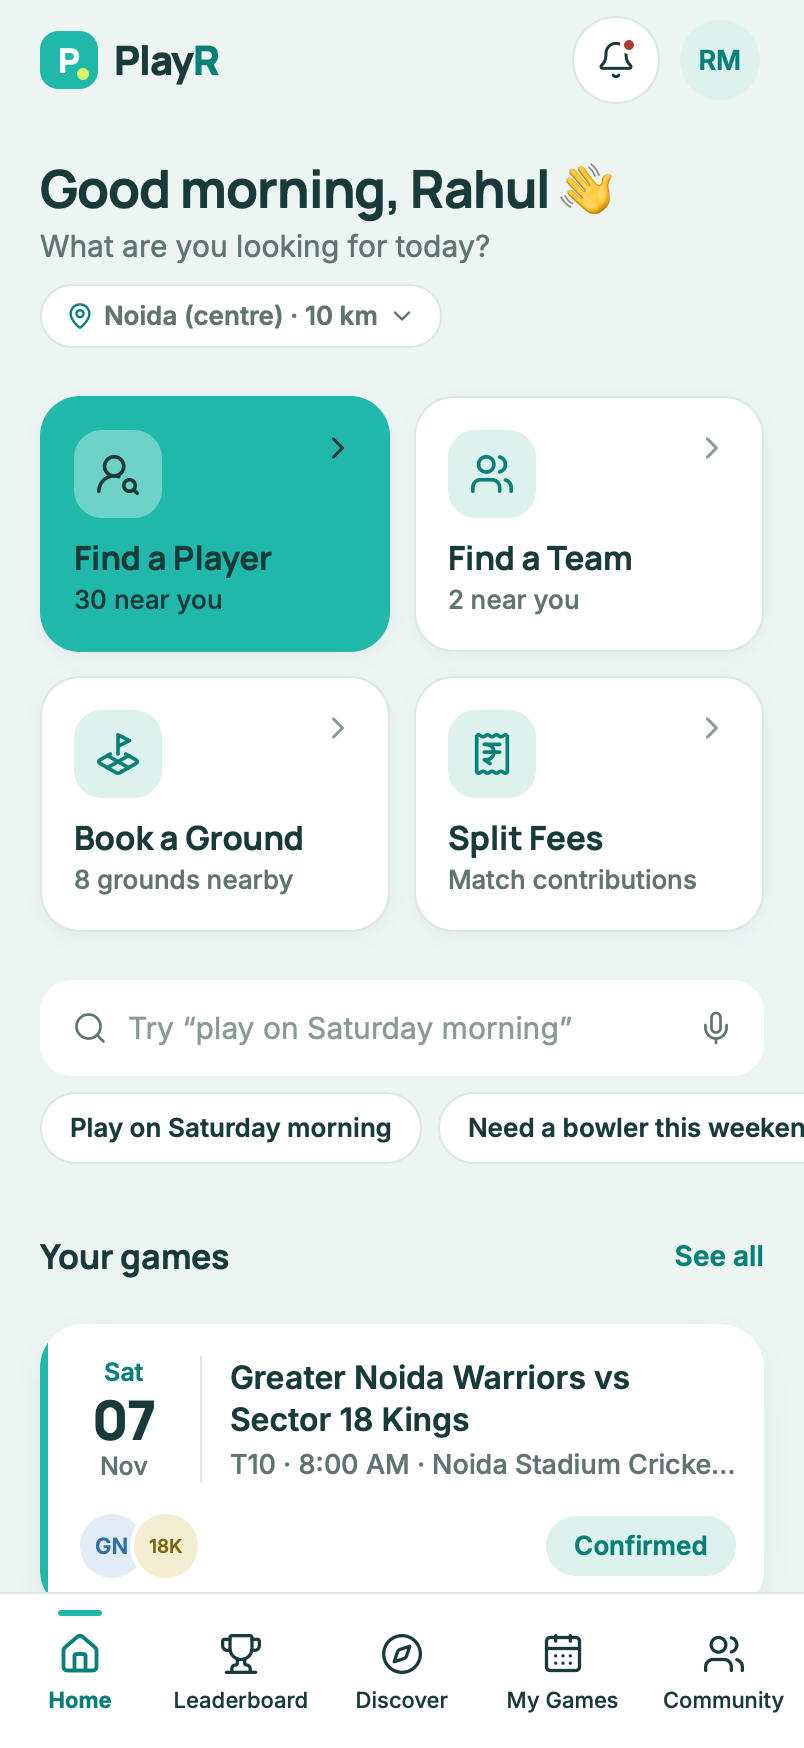 P.
PlayR
RM
Good morning, Rahul 👋
What are you looking for today?
Noida (centre) · 10 km
Find a Player
30 near you
Find a Team
2 near you
Book a Ground
8 grounds nearby
Split Fees
Match contributions
Try “play on Saturday morning”
Play on Saturday morning
Need a bowler this weeken
Your games
See all
Sat
07
Nov
Greater Noida Warriors vs
Sector 18 Kings
T10 · 8:00 AM · Noida Stadium Cricke...
GN
18K
Confirmed
Home
Leaderboard
Discover
My Games
Community